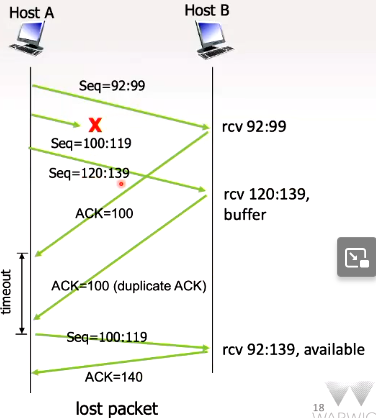 Host A
Host B
Seq=92:99
X
rcv 92:99
Seq=100:119
Seq=120:139
rcv 120:139,
buffer
ACK=100
timeout
ACK=100 (duplicate ACK)
Seq=100:119
rcv 92:139, available
ACK=140
lost packet
18